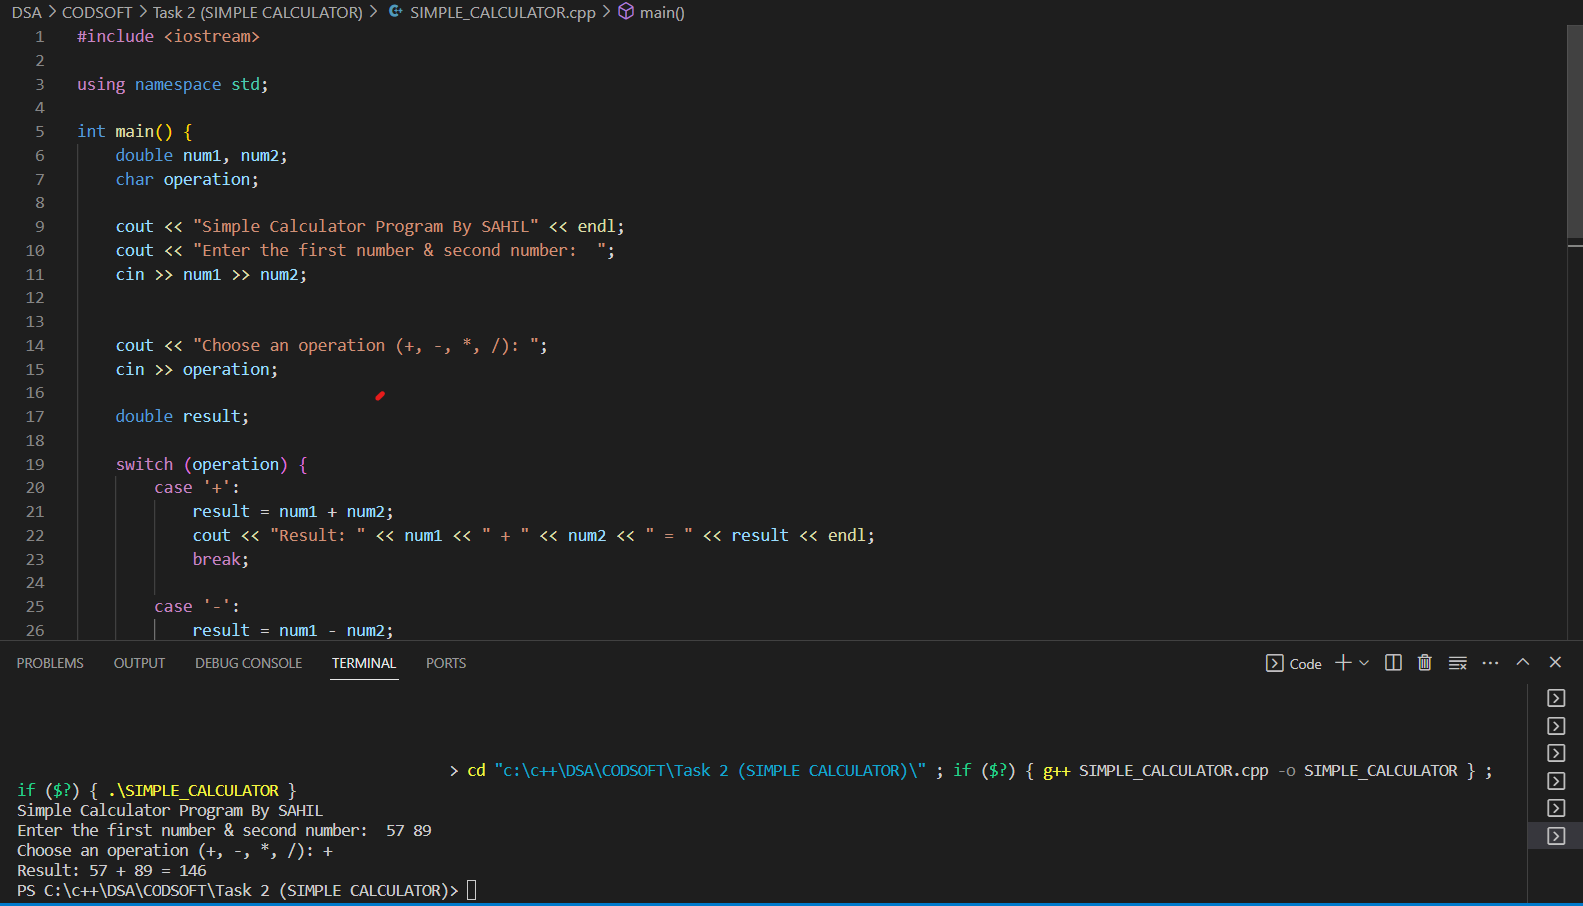 DSA > CODSOFT > Task 2 (SIMPLE CALCULATOR) > SIMPLE_CALCULATOR.cpp > main()
1 #include <iostream>
2
3 using namespace std;
4
5 int main() {
6     double num1, num2;
7     char operation;
8
9     cout << "Simple Calculator Program By SAHIL" << endl;
10     cout << "Enter the first number & second number:  ";
11     cin >> num1 >> num2;
12
13
14     cout << "Choose an operation (+, -, *, /): ";
15     cin >> operation;
16
17     double result;
18
19     switch (operation) {
20         case '+':
21             result = num1 + num2;
22             cout << "Result: " << num1 << " + " << num2 << " = " << result << endl;
23             break;
24
25         case '-':
26             result = num1 - num2;
PROBLEMS OUTPUT DEBUG CONSOLE TERMINAL PORTS Code
> cd "c:\c++\DSA\CODSOFT\Task 2 (SIMPLE CALCULATOR)\" ; if ($?) { g++ SIMPLE_CALCULATOR.cpp -o SIMPLE_CALCULATOR } ;
if ($?) { .\SIMPLE_CALCULATOR }
Simple Calculator Program By SAHIL
Enter the first number & second number:  57 89
Choose an operation (+, -, *, /): +
Result: 57 + 89 = 146
PS C:\c++\DSA\CODSOFT\Task 2 (SIMPLE CALCULATOR)>